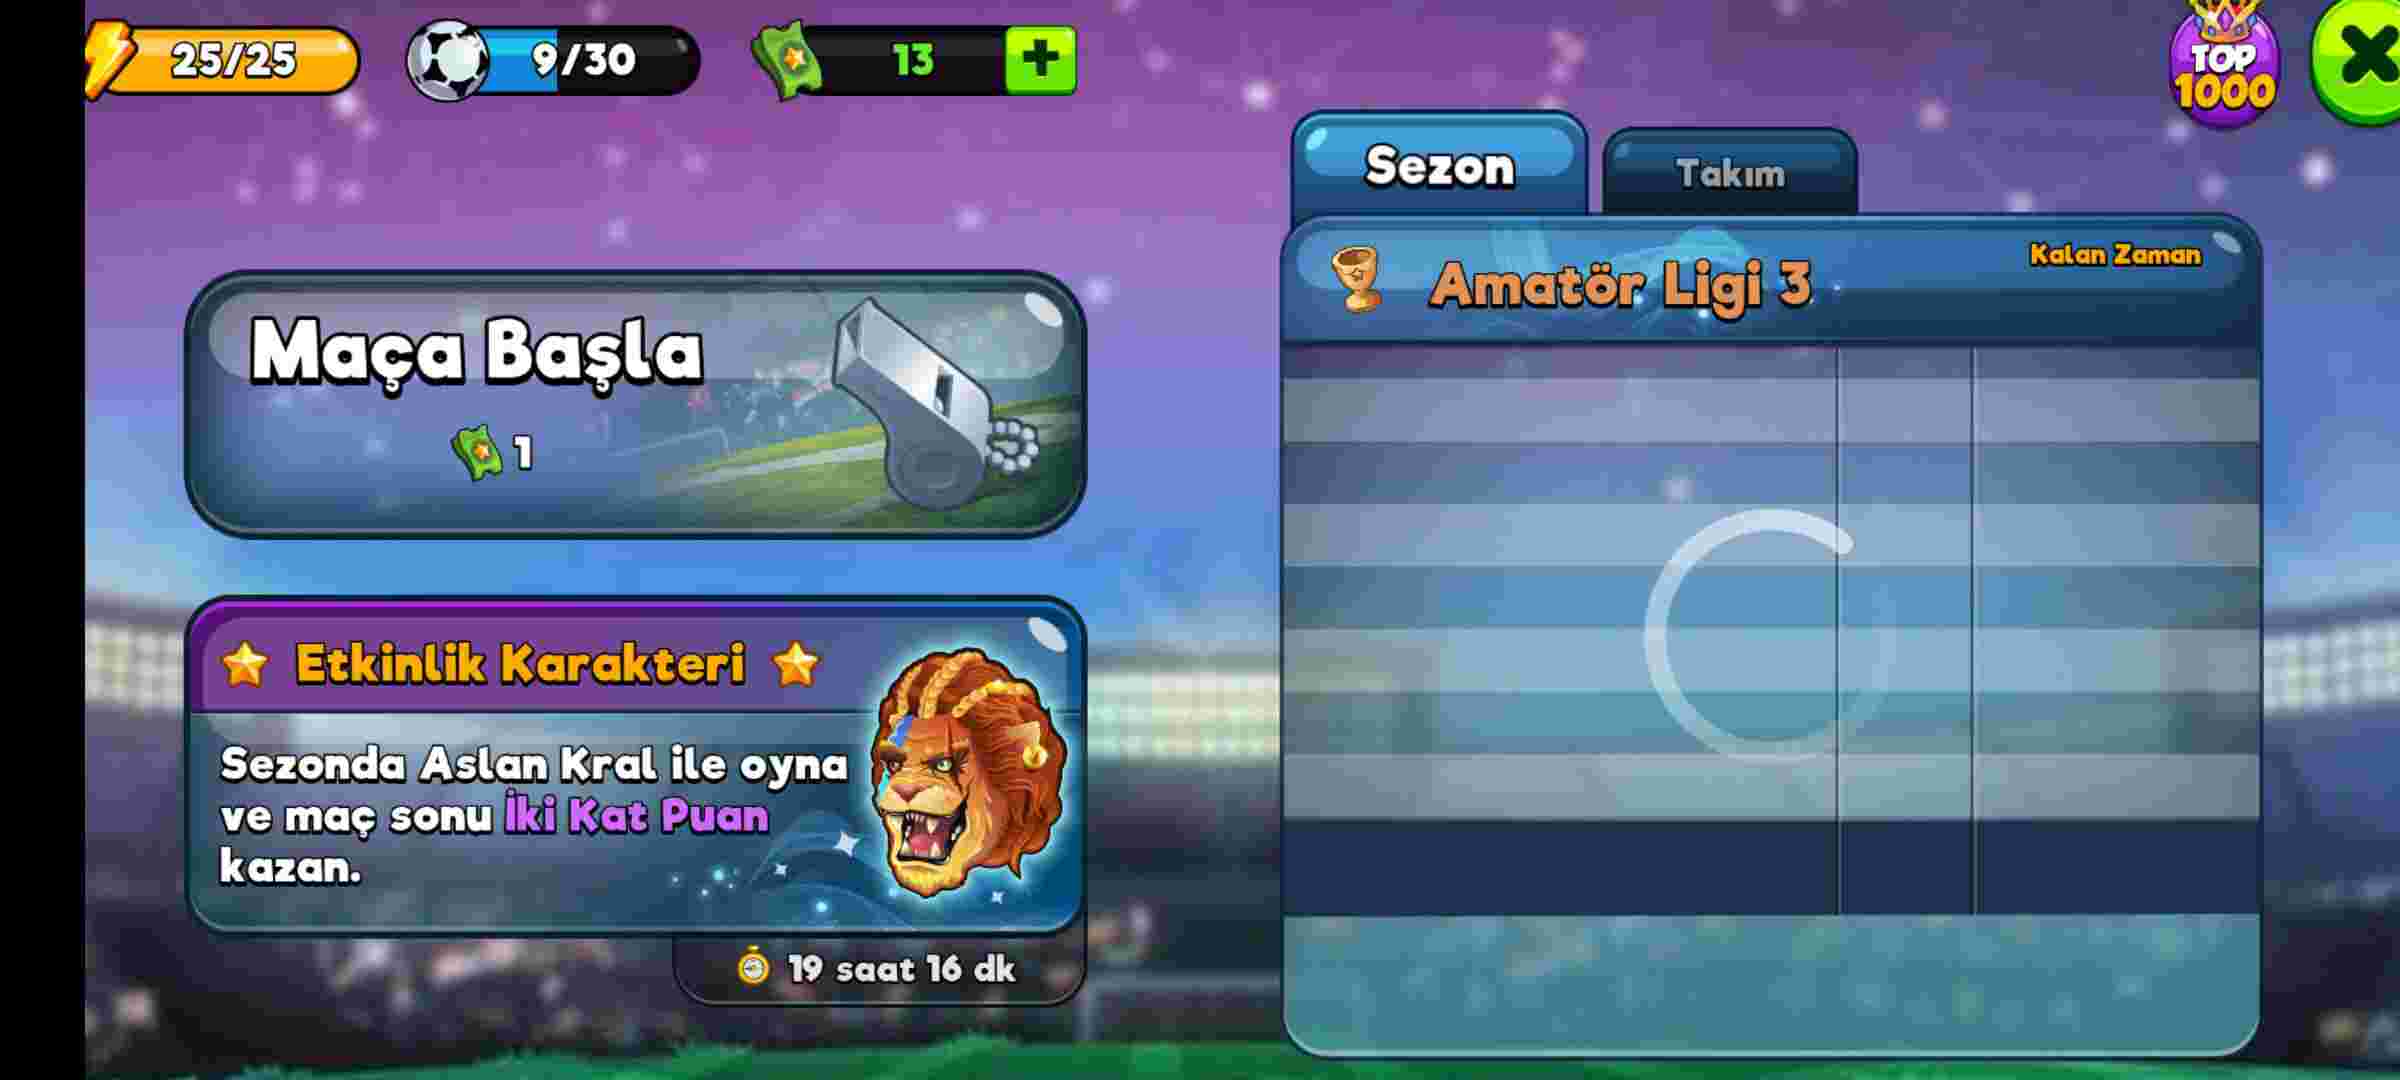 25/25
9/30
13
TOP
1000
Sezon
Takım
Amatör Ligi 3
Kalan Zaman
Maça Başla
1
Etkinlik Karakteri
Sezonda Aslan Kral ile oyna
ve maç sonu İki Kat Puan
kazan.
19 saat 16 dk